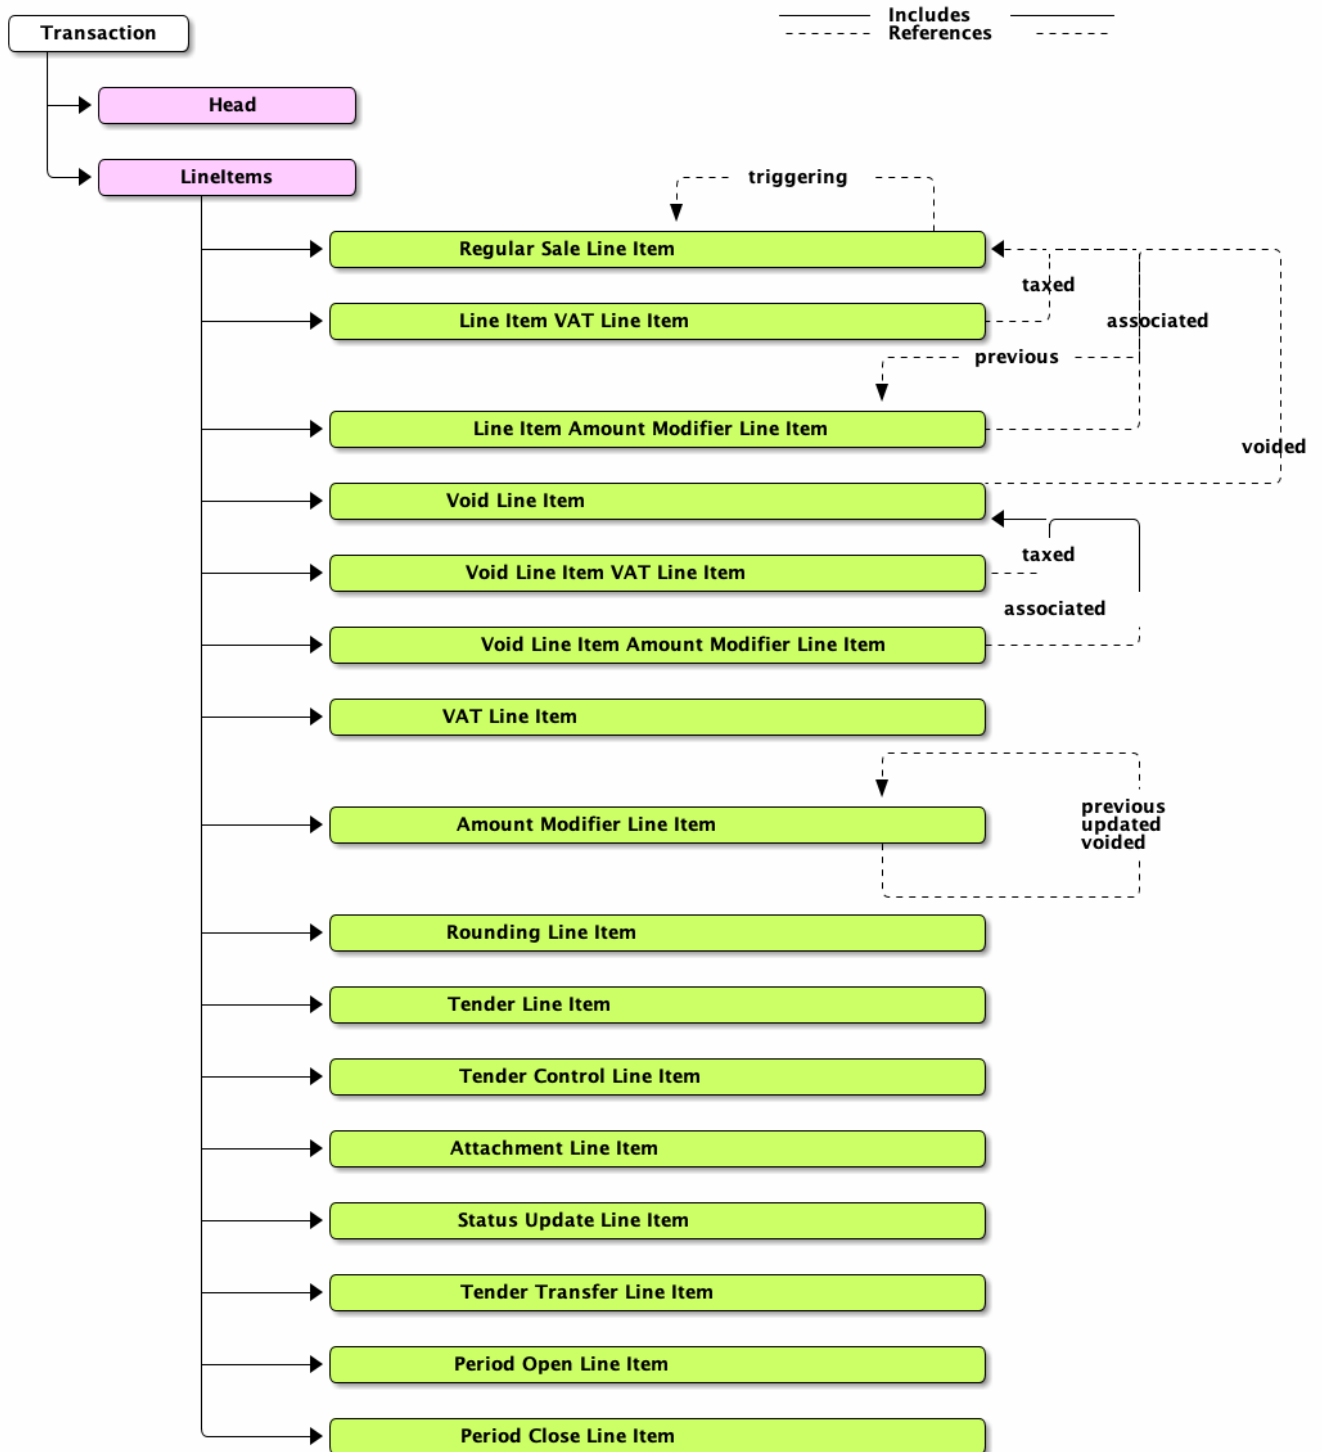 Transaction
Includes
References
Head
LineItems
triggering
Regular Sale Line Item
taxed
Line Item VAT Line Item
associated
previous
Line Item Amount Modifier Line Item
voided
Void Line Item
taxed
Void Line Item VAT Line Item
associated
Void Line Item Amount Modifier Line Item
VAT Line Item
previous
updated
voided
Amount Modifier Line Item
Rounding Line Item
Tender Line Item
Tender Control Line Item
Attachment Line Item
Status Update Line Item
Tender Transfer Line Item
Period Open Line Item
Period Close Line Item